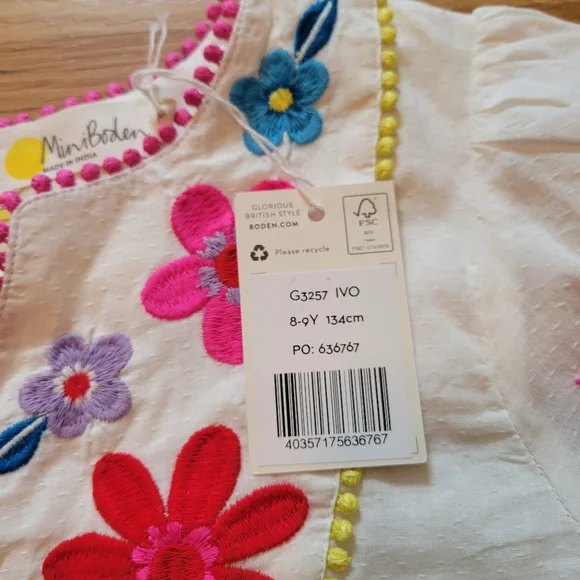 MiniBoden
MADE IN INDIA
GLORIOUS
BRITISH STYLE
BODEN.COM
Please recycle
FSC
G3257 IVO
8-9Y 134cm
PO: 636767
40357175636767